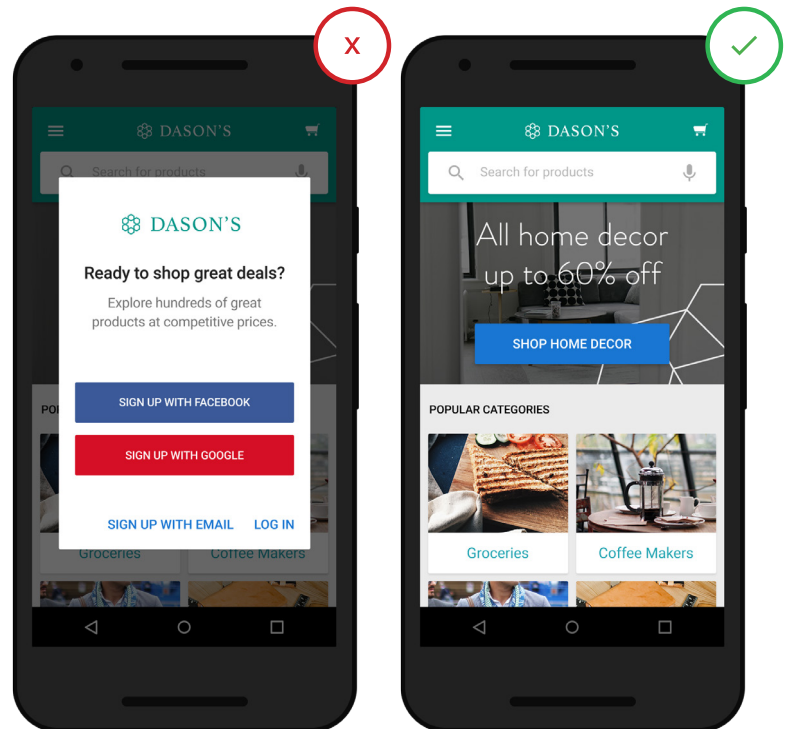 X
DASON'S
Search for products
DASON'S
Ready to shop great deals?
Explore hundreds of great
products at competitive prices.
SIGN UP WITH FACEBOOK
SIGN UP WITH GOOGLE
SIGN UP WITH EMAIL LOG IN
PO
Groceries Coffee Makers
DASON'S
Search for products
All home decor
up to 60% off
SHOP HOME DECOR
POPULAR CATEGORIES
Groceries Coffee Makers